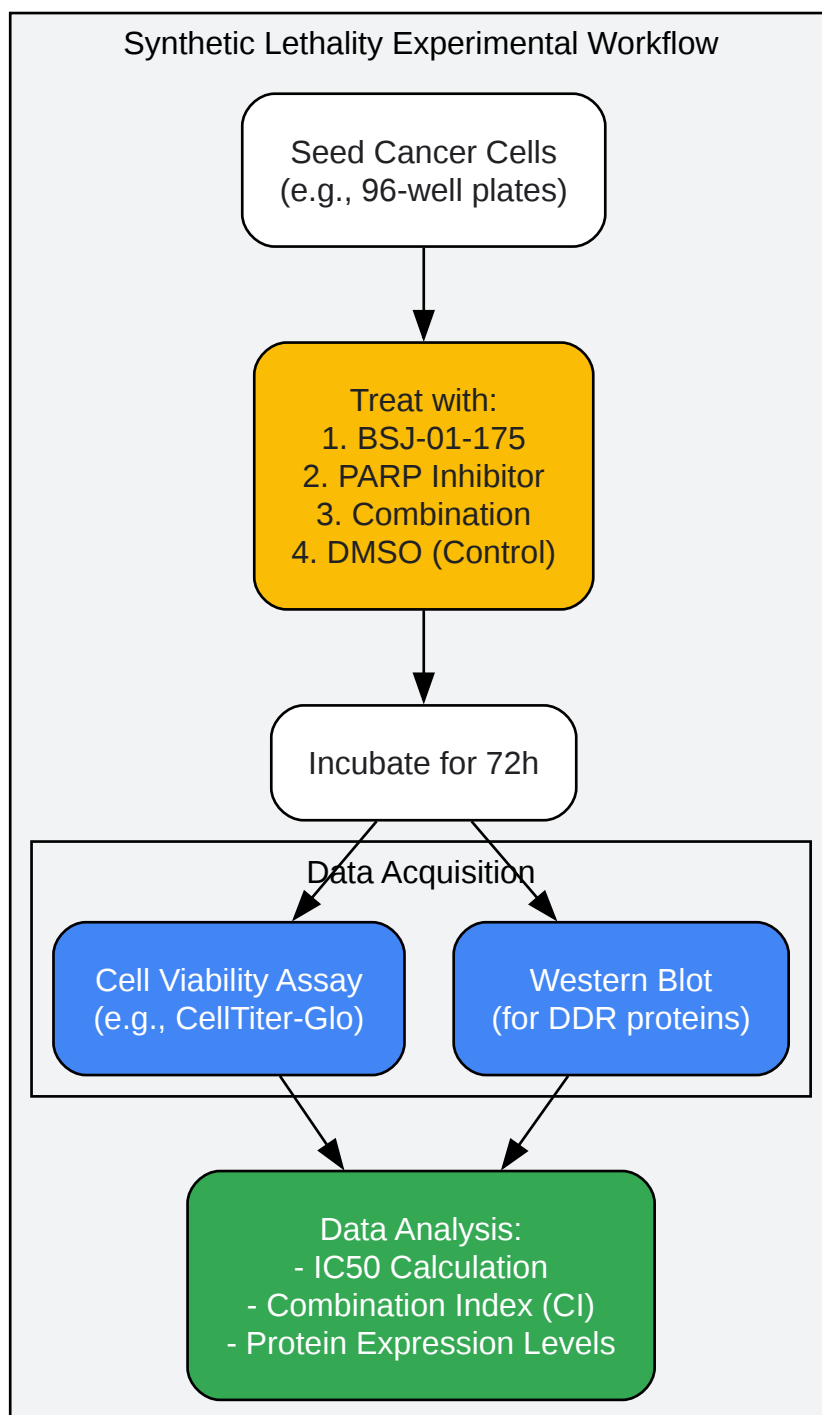 Synthetic Lethality Experimental Workflow
Seed Cancer Cells
(e.g., 96-well plates)
Treat with:
1. BSJ-01-175
2. PARP Inhibitor
3. Combination
4. DMSO (Control)
Incubate for 72h
Data Acquisition
Cell Viability Assay
(e.g., CellTiter-Glo)
Western Blot
(for DDR proteins)
Data Analysis:
- IC50 Calculation
- Combination Index (CI)
- Protein Expression Levels